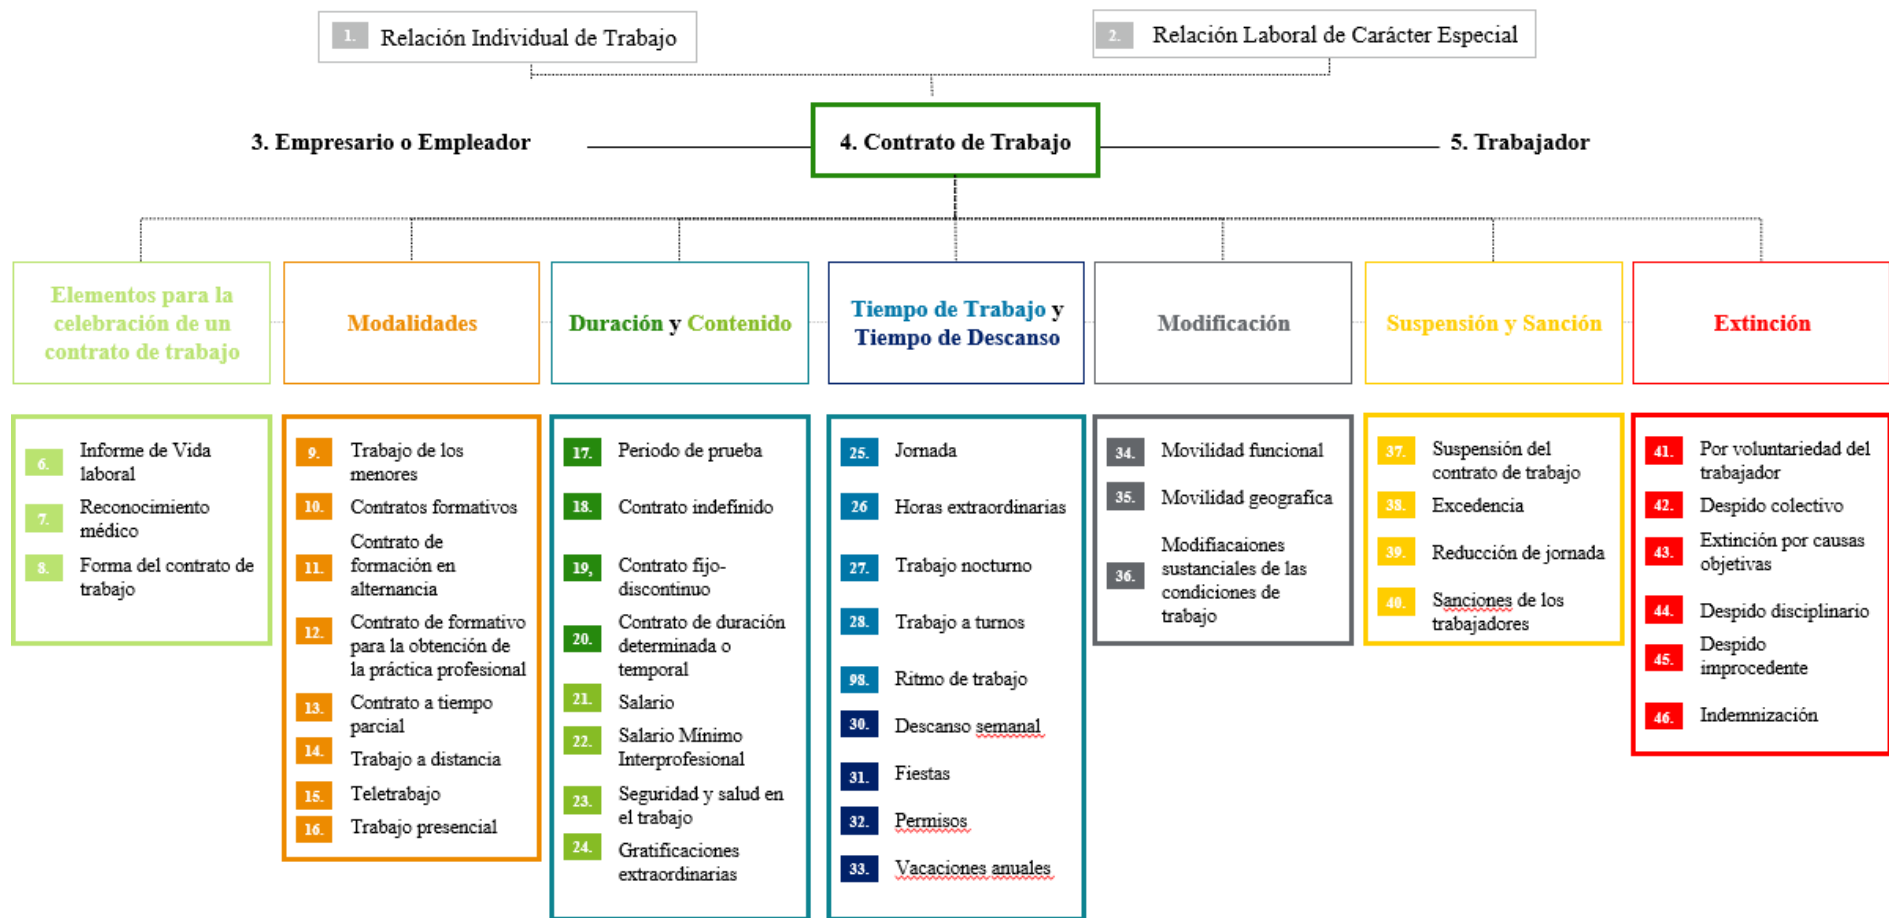 1. Relación Individual de Trabajo
2. Relación Laboral de Carácter Especial
3. Empresario o Empleador
4. Contrato de Trabajo
5. Trabajador
Elementos para la
celebración de un
contrato de trabajo
Modalidades
Duración y Contenido
Tiempo de Trabajo y
Tiempo de Descanso
Modificación
Suspensión y Sanción
Extinción
6. Informe de Vida
laboral
7. Reconocimiento
médico
8. Forma del contrato de
trabajo
9. Trabajo de los
menores
10. Contratos formativos
11. Contrato de
formación en
alternancia
12. Contrato de formativo
para la obtención de
la práctica profesional
13. Contrato a tiempo
parcial
14. Trabajo a distancia
15. Teletrabajo
16. Trabajo presencial
17. Periodo de prueba
18. Contrato indefinido
19, Contrato fijo-
discontinuo
20. Contrato de duración
determinada o
temporal
21. Salario
22. Salario Mínimo
Interprofesional
23. Seguridad y salud en
el trabajo
24. Gratificaciones
extraordinarias
25. Jornada
26 Horas extraordinarias
27. Trabajo nocturno
28. Trabajo a turnos
98. Ritmo de trabajo
30. Descanso semanal
31. Fiestas
32. Permisos
33. Vacaciones anuales
34. Movilidad funcional
35. Movilidad geografica
36. Modifiacaiones
sustanciales de las
condiciones de
trabajo
37. Suspensión del
contrato de trabajo
38. Excedencia
39. Reducción de jornada
40. Sanciones de los
trabajadores
41. Por voluntariedad del
trabajador
42. Despido colectivo
43. Extinción por causas
objetivas
44. Despido disciplinario
45. Despido
improcedente
46. Indemnización